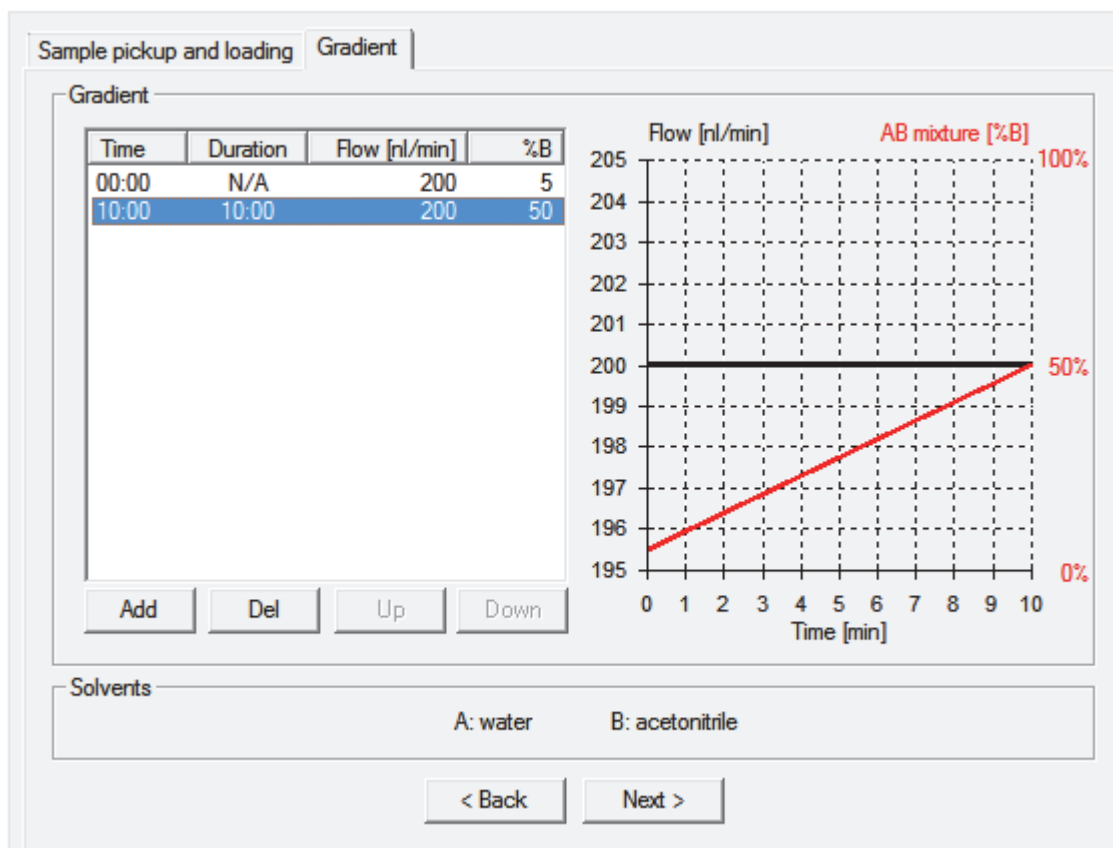 Sample pickup and loading Gradient
Gradient
Time Duration Flow [nl/min] %B
00:00 N/A 200 5
10:00 10:00 200 50
Add Del Up Down
Flow [nl/min] AB mixture [%B]
205 100%
204
203
202
201
200 50%
199
198
197
196
195 0%
0 1 2 3 4 5 6 7 8 9 10
Time [min]
Solvents
A: water B: acetonitrile
< Back Next >